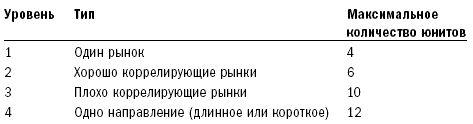 Уровень Тип Максимальное
количество юнитов
1 Один рынок 4
2 Хорошо коррелирующие рынки 6
3 Плохо коррелирующие рынки 10
4 Одно направление (длинное или короткое) 12